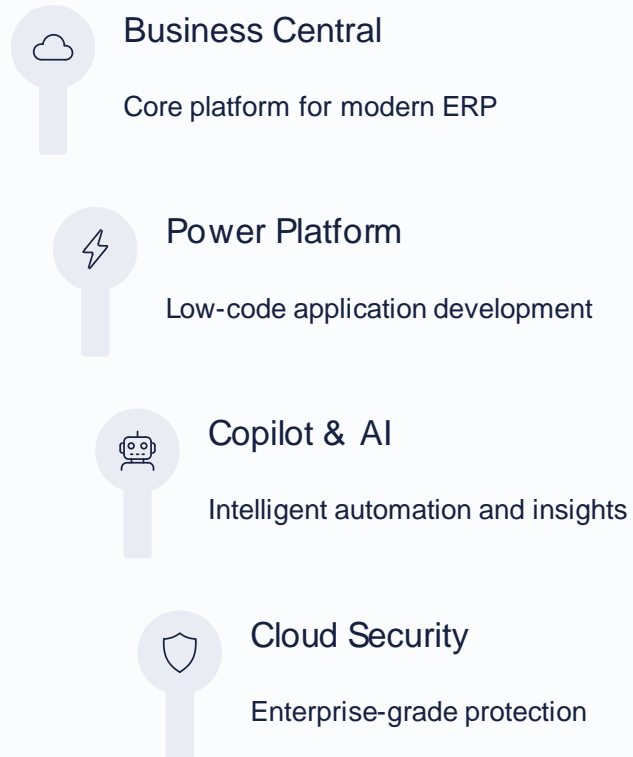 Business Central
Core platform for modern ERP
Power Platform
Low-code application development
Copilot & AI
Intelligent automation and insights
Cloud Security
Enterprise-grade protection